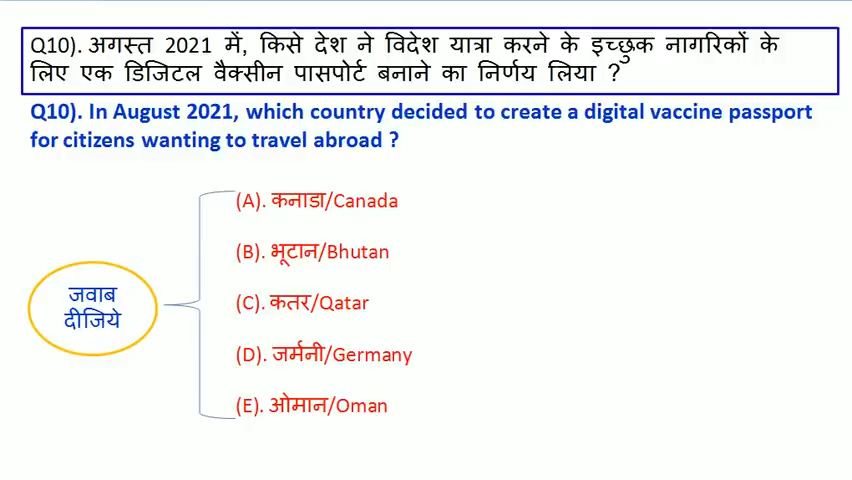 Q10). अगस्त 2021 में, किसे देश ने विदेश यात्रा करने के इच्छुक नागरिकों के
लिए एक डिजिटल वैक्सीन पासपोर्ट बनाने का निर्णय लिया ?
Q10). In August 2021, which country decided to create a digital vaccine passport
for citizens wanting to travel abroad ?
(A). कनाडा/Canada
(B). भूटान/Bhutan
जवाब
दीजिये
(C). कतर/Qatar
(D). जर्मनी/Germany
(E). ओमान/Oman